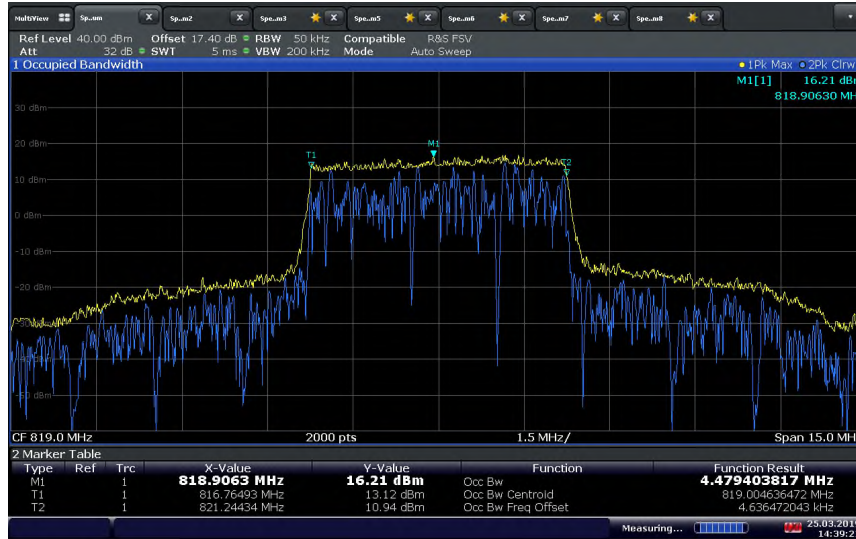 MultiView Sp..um X Sp..m2 X Spe..m3 X Spe..m5 X Spe..m6 X Spe..m7 X Spe..m8 X
Ref Level 40.00 dBm Offset 17.40 dB RBW 50 kHz Compatible R&S FSV
Att 32 dB SWT 5 ms VBW 200 kHz Mode Auto Sweep
1 Occupied Bandwidth 1Pk Max 2Pk Clrw
M1[1] 16.21 dBm
818.90630 MH
30 dBm
20 dBm
M1
T1
T2
10 dBm
0 dBm
-10 dBm
-20 dBm
CF 819.0 MHz 2000 pts 1.5 MHz/ Span 15.0 MH
2 Marker Table
Type Ref Trc X-Value Y-Value Function Function Result
M1 1 818.9063 MHz 16.21 dBm Occ Bw 4.479403817 MHz
T1 1 816.76493 MHz 13.12 dBm Occ Bw Centroid 819.004636472 MHz
T2 1 821.24434 MHz 10.94 dBm Occ Bw Freq Offset 4.636472043 kHz
Measuring... 25.03.201
14:39:2